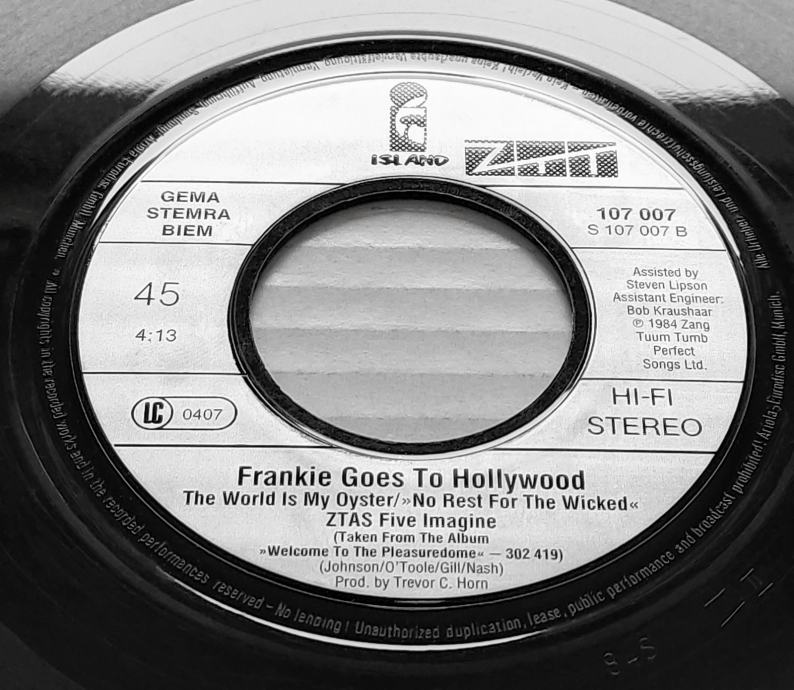 ISLAND
ZTT
GEMA
STEMRA
BIEM
107 007
S 107 007 B
45
4:13
Assisted by
Steven Lipson
Assistant Engineer:
Bob Kraushaar
℗ 1984 Zang
Tuum Tumb
Perfect
Songs Ltd.
LC 0407
HI-FI
STEREO
Frankie Goes To Hollywood
The World Is My Oyster/»No Rest For The Wicked«
ZTAS Five Imagine
(Taken From The Album
»Welcome To The Pleasuredome« — 302 419)
(Johnson/O'Toole/Gill/Nash)
Prod. by Trevor C. Horn
All copyrights in the recorded works and in the recorded performances reserved – No lending! Unauthorized duplication, lease, public performance and broadcast prohibited! Ariola-Eurodisc GmbH, Munich.